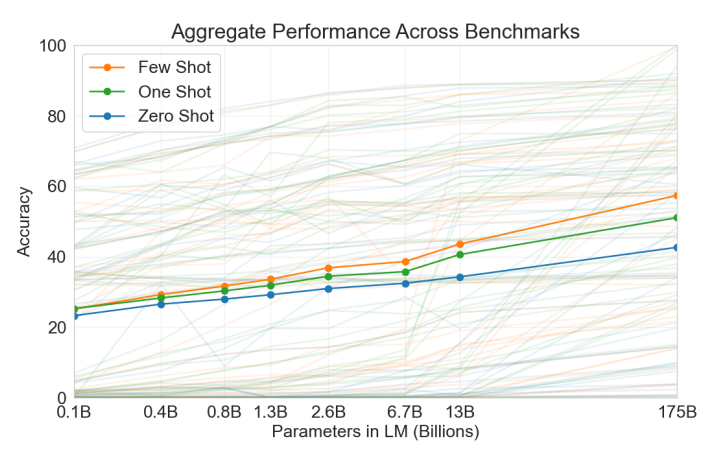 Aggregate Performance Across Benchmarks
100
80
60
40
20
0
Accuracy
Few Shot
One Shot
Zero Shot
0.1B 0.4B 0.8B 1.3B 2.6B 6.7B 13B 175B
Parameters in LM (Billions)